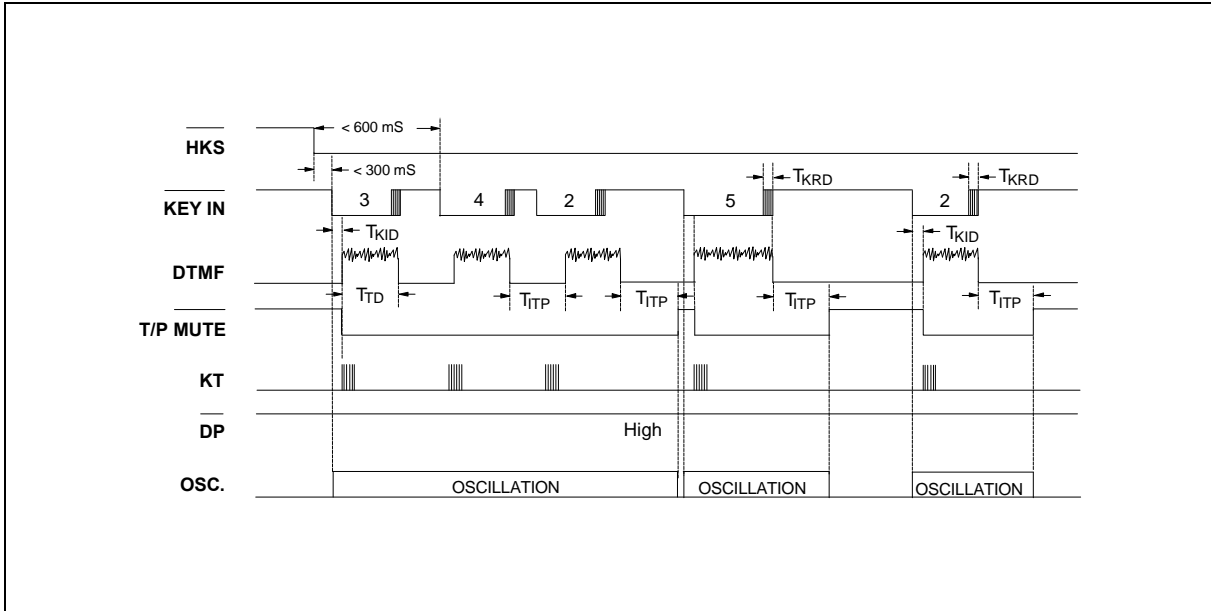 < 600 mS
HKS
< 300 mS
TKRD TKRD
KEY IN 3 4 2 5 2
TKID TKID
DTMF
TTD TITP TITP TITP TITP
T/P MUTE
KT
DP High
OSC. OSCILLATION OSCILLATION OSCILLATION